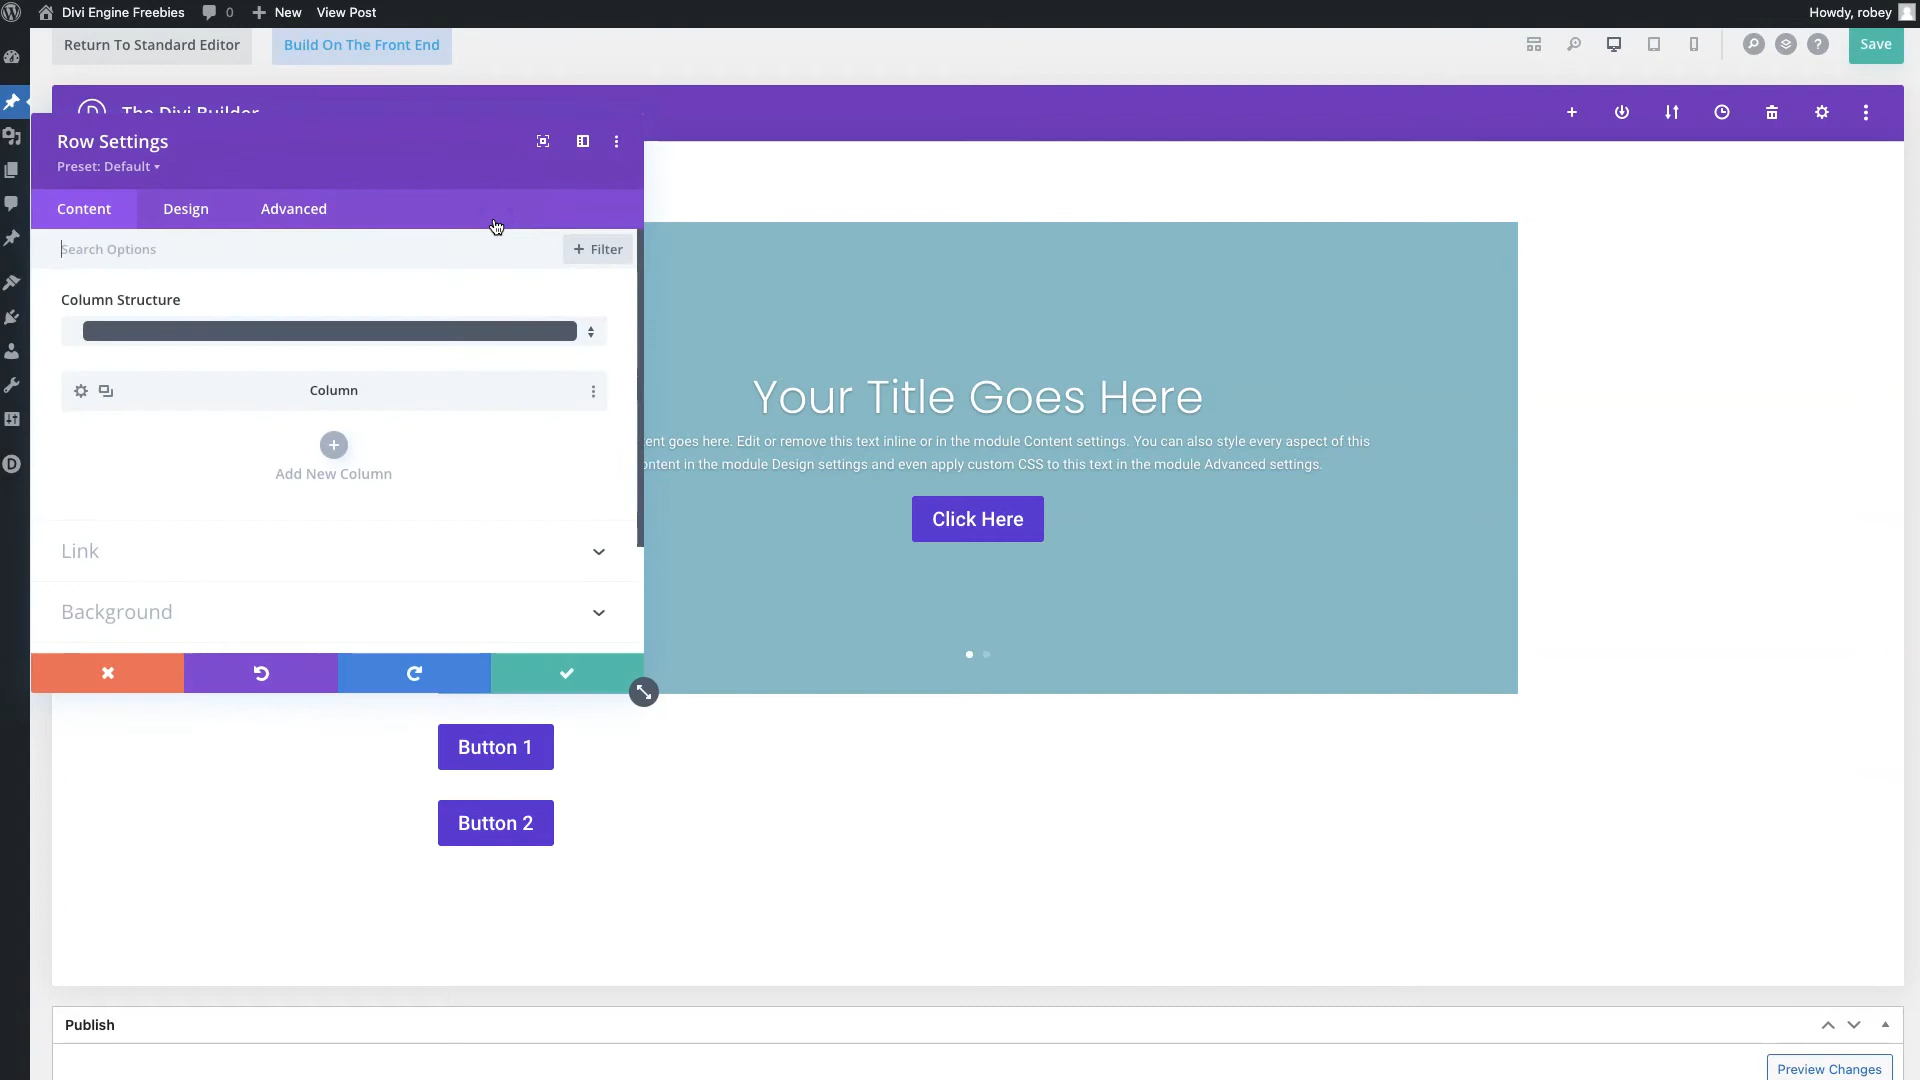 Divi Engine Freebies 0 New View Post Howdy, robey
Return To Standard Editor Build On The Front End Save
The Divi Builder
Row Settings
Preset: Default
Content Design Advanced
Search Options + Filter
Column Structure
Column
Add New Column
Link
Background
Your Title Goes Here
ent goes here. Edit or remove this text inline or in the module Content settings. You can also style every aspect of this
ontent in the module Design settings and even apply custom CSS to this text in the module Advanced settings.
Click Here
Button 1
Button 2
Publish
Preview Changes